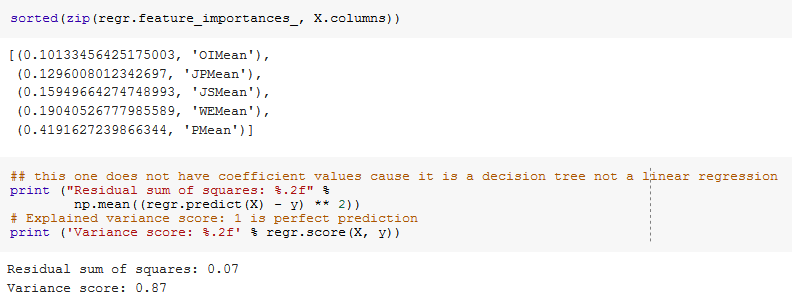 sorted(zip(regr.feature_importances_, X.columns))
[(0.10133456425175003, 'OIMean'),
(0.1296008012342697, 'JPMean'),
(0.15949664274748993, 'JSMean'),
(0.19040526777985589, 'WEMean'),
(0.4191627239866344, 'PMean')]
## this one does not have coefficient values cause it is a decision tree not a linear regression
print ("Residual sum of squares: %.2f" %
np.mean((regr.predict(X) - y) ** 2))
# Explained variance score: 1 is perfect prediction
print ('Variance score: %.2f' % regr.score(X, y))
Residual sum of squares: 0.07
Variance score: 0.87